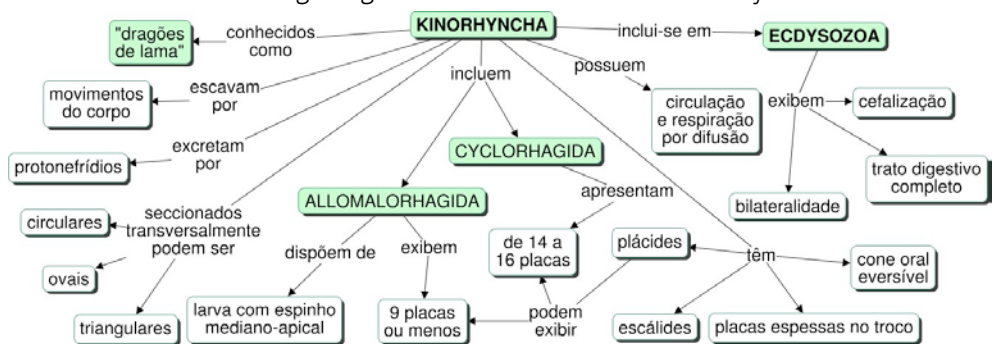 KINORHYNCHA
"dragões
de lama"
conhecidos
como
inclui-se em
ECDYSOZOA
escavam
por
movimentos
do corpo
incluem
possuem
circulação
e respiração
por difusão
exibem
cefalização
excretam
por
protonefrídios
CYCLORHAGIDA
trato digestivo
completo
apresentam
ALLOMALORHAGIDA
bilateralidade
circulares
seccionados
transversalmente
podem ser
ovais
triangulares
dispõem de
exibem
de 14 a
16 placas
plácides
têm
cone oral
eversível
larva com espinho
mediano-apical
9 placas
ou menos
podem
exibir
escálides
placas espessas no troco